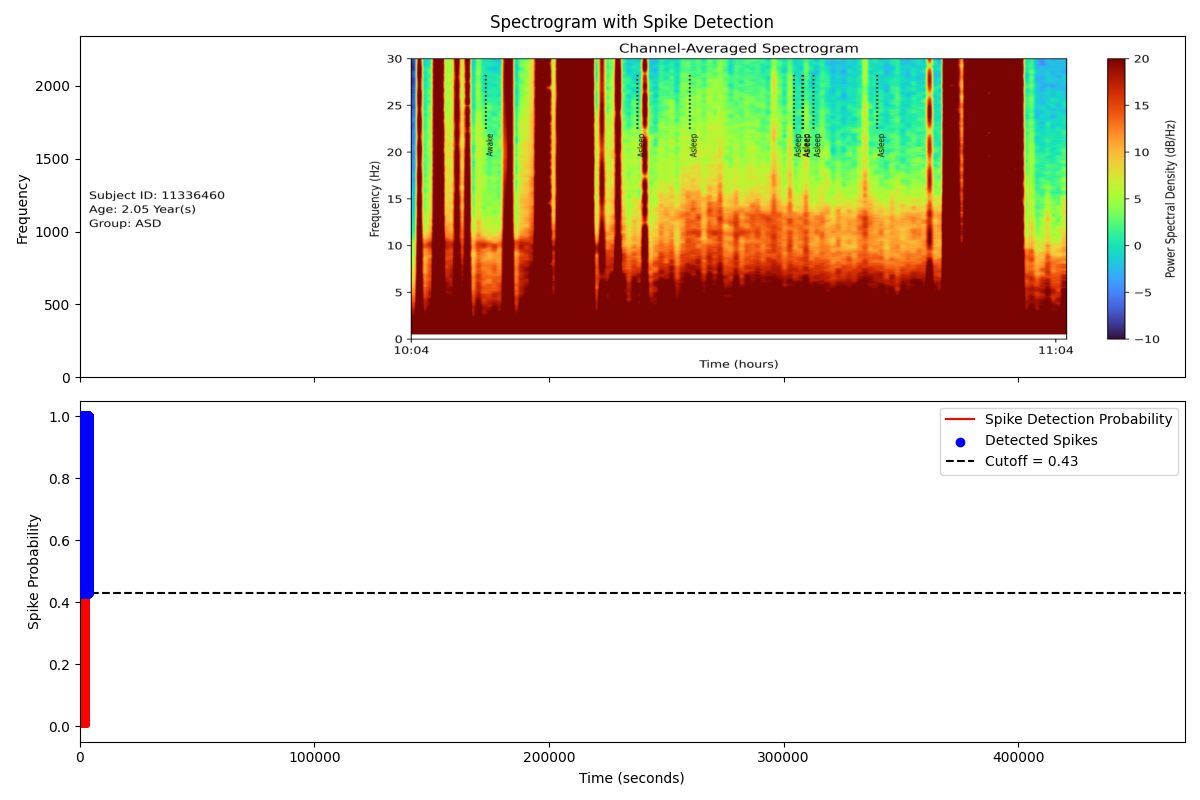 Spectrogram with Spike Detection
Channel-Averaged Spectrogram
Frequency
2000
1500
1000
500
0
Subject ID: 11336460
Age: 2.05 Year(s)
Group: ASD
Frequency (Hz)
30
25
20
15
10
5
0
Awake
Asleep
Asleep
Asleep
Asleep
Asleep
Asleep
10:04
11:04
Time (hours)
20
15
10
5
0
−5
−10
Power Spectral Density (dB/Hz)
Spike Probability
1.0
0.8
0.6
0.4
0.2
0.0
Spike Detection Probability
Detected Spikes
Cutoff = 0.43
0
100000
200000
300000
400000
Time (seconds)